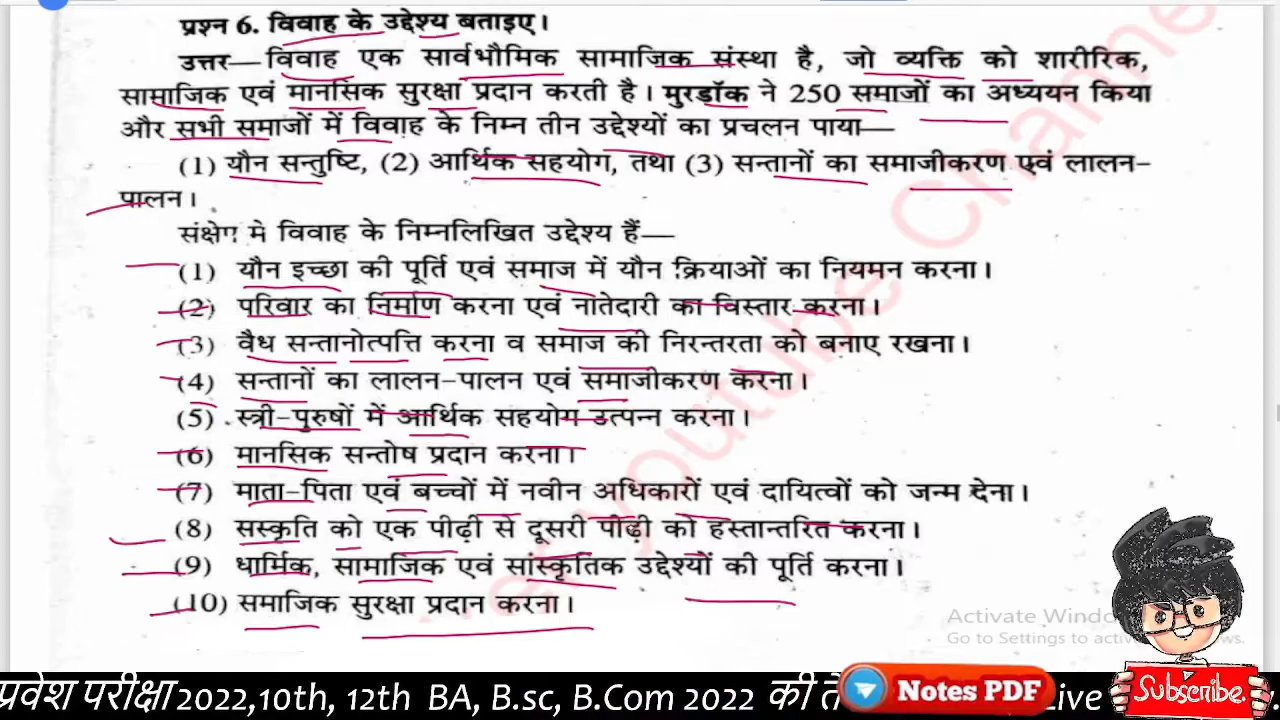 प्रश्न 6. विवाह के उद्देश्य बताइए।
उत्तर— विवाह एक सार्वभौमिक सामाजिक संस्था है, जो व्यक्ति को शारीरिक,
सामाजिक एवं मानसिक सुरक्षा प्रदान करती है। मुरडॉक ने 250 समाजों का अध्ययन किया
और सभी समाजों में विवाह के निम्न तीन उद्देश्यों का प्रचलन पाया—
(1) यौन सन्तुष्टि, (2) आर्थिक सहयोग, तथा (3) सन्तानों का समाजीकरण एवं लालन-
पालन।
संक्षेप मे विवाह के निम्नलिखित उद्देश्य हैं—
(1) यौन इच्छा की पूर्ति एवं समाज में यौन क्रियाओं का नियमन करना।
(2) परिवार का निर्माण करना एवं नातेदारी का विस्तार करना।
(3) वैध सन्तानोत्पत्ति करना व समाज की निरन्तरता को बनाए रखना।
(4) सन्तानों का लालन-पालन एवं समाजीकरण करना।
(5) स्त्री-पुरुषों में आर्थिक सहयोग उत्पन्न करना।
(6) मानसिक सन्तोष प्रदान करना।
(7) माता-पिता एवं बच्चों में नवीन अधिकारों एवं दायित्वों को जन्म देना।
(8) सस्कृति को एक पीढ़ी से दूसरी पीढ़ी को हस्तान्तरित करना।
(9) धार्मिक, सामाजिक एवं सांस्कृतिक उद्देश्यों की पूर्ति करना।
(10) समाजिक सुरक्षा प्रदान करना।
youtube Channe
Activate Windo
Go to Settings to activ
प्रवेश परीक्षा 2022,10th, 12th BA, B.sc, B.Com 2022 की ते
Notes PDF
Live
Subscribe